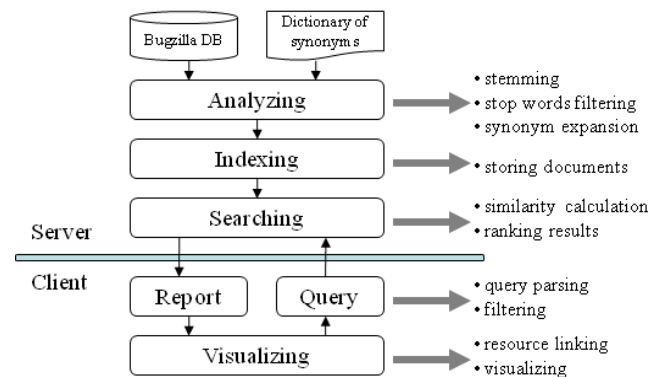 Bugzilla DB
Dictionary of
synonyms
Analyzing
• stemming
• stop words filtering
• synonym expansion
Indexing
• storing documents
Searching
• similarity calculation
• ranking results
Server
Client
Report
Query
• query parsing
• filtering
Visualizing
• resource linking
• visualizing